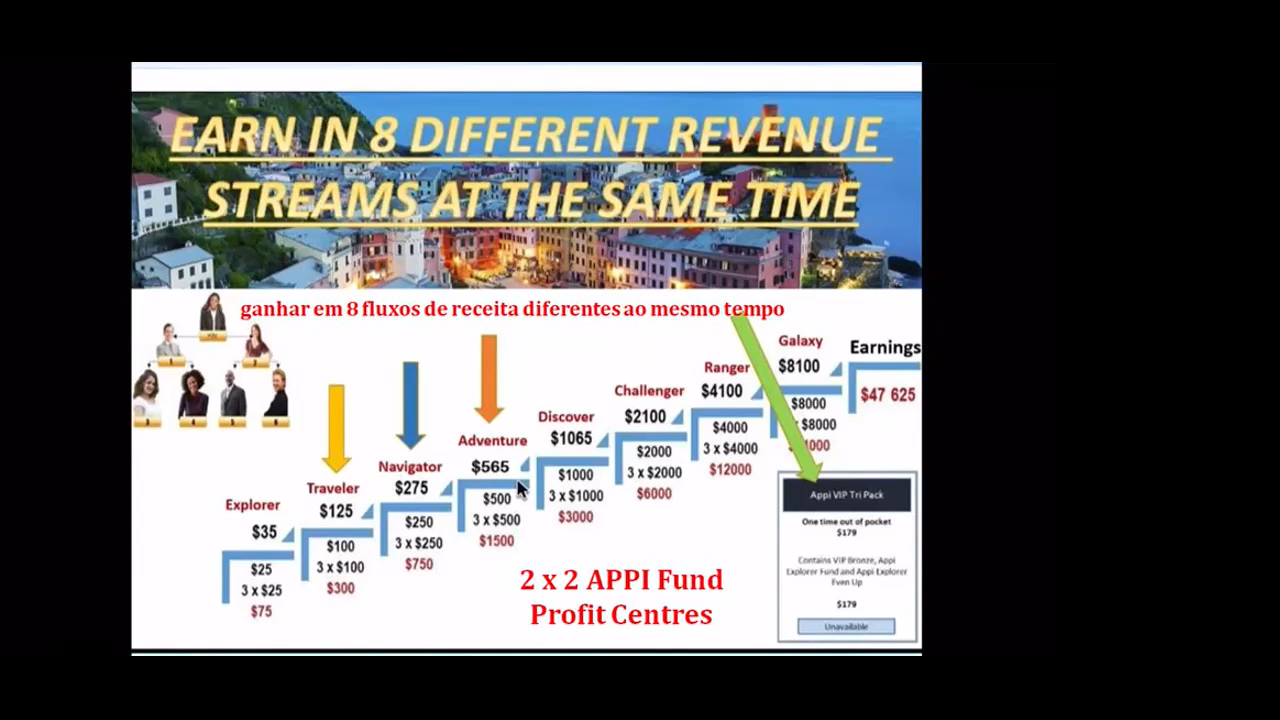 EARN IN 8 DIFFERENT REVENUE
STREAMS AT THE SAME TIME
ganhar em 8 fluxos de receita diferentes ao mesmo tempo
Explorer
$35
$25
3 x $25
$75
Traveler
$125
$100
3 x $100
$300
Navigator
$275
$250
3 x $250
$750
Adventure
$565
$500
3 x $500
$1500
Discover
$1065
$1000
3 x $1000
$3000
Challenger
$2100
$2000
3 x $2000
$6000
Ranger
$4100
$4000
3 x $4000
$12000
Galaxy
$8100
$8000
x $8000
Earnings
$47 625
2 x 2 APPI Fund
Profit Centres
Appi VIP Tri Pack
One time out of pocket
$179
Contains VIP Bronze, Appi
Explorer Fund and Appi Explorer
Even Up
$179
Unavailable